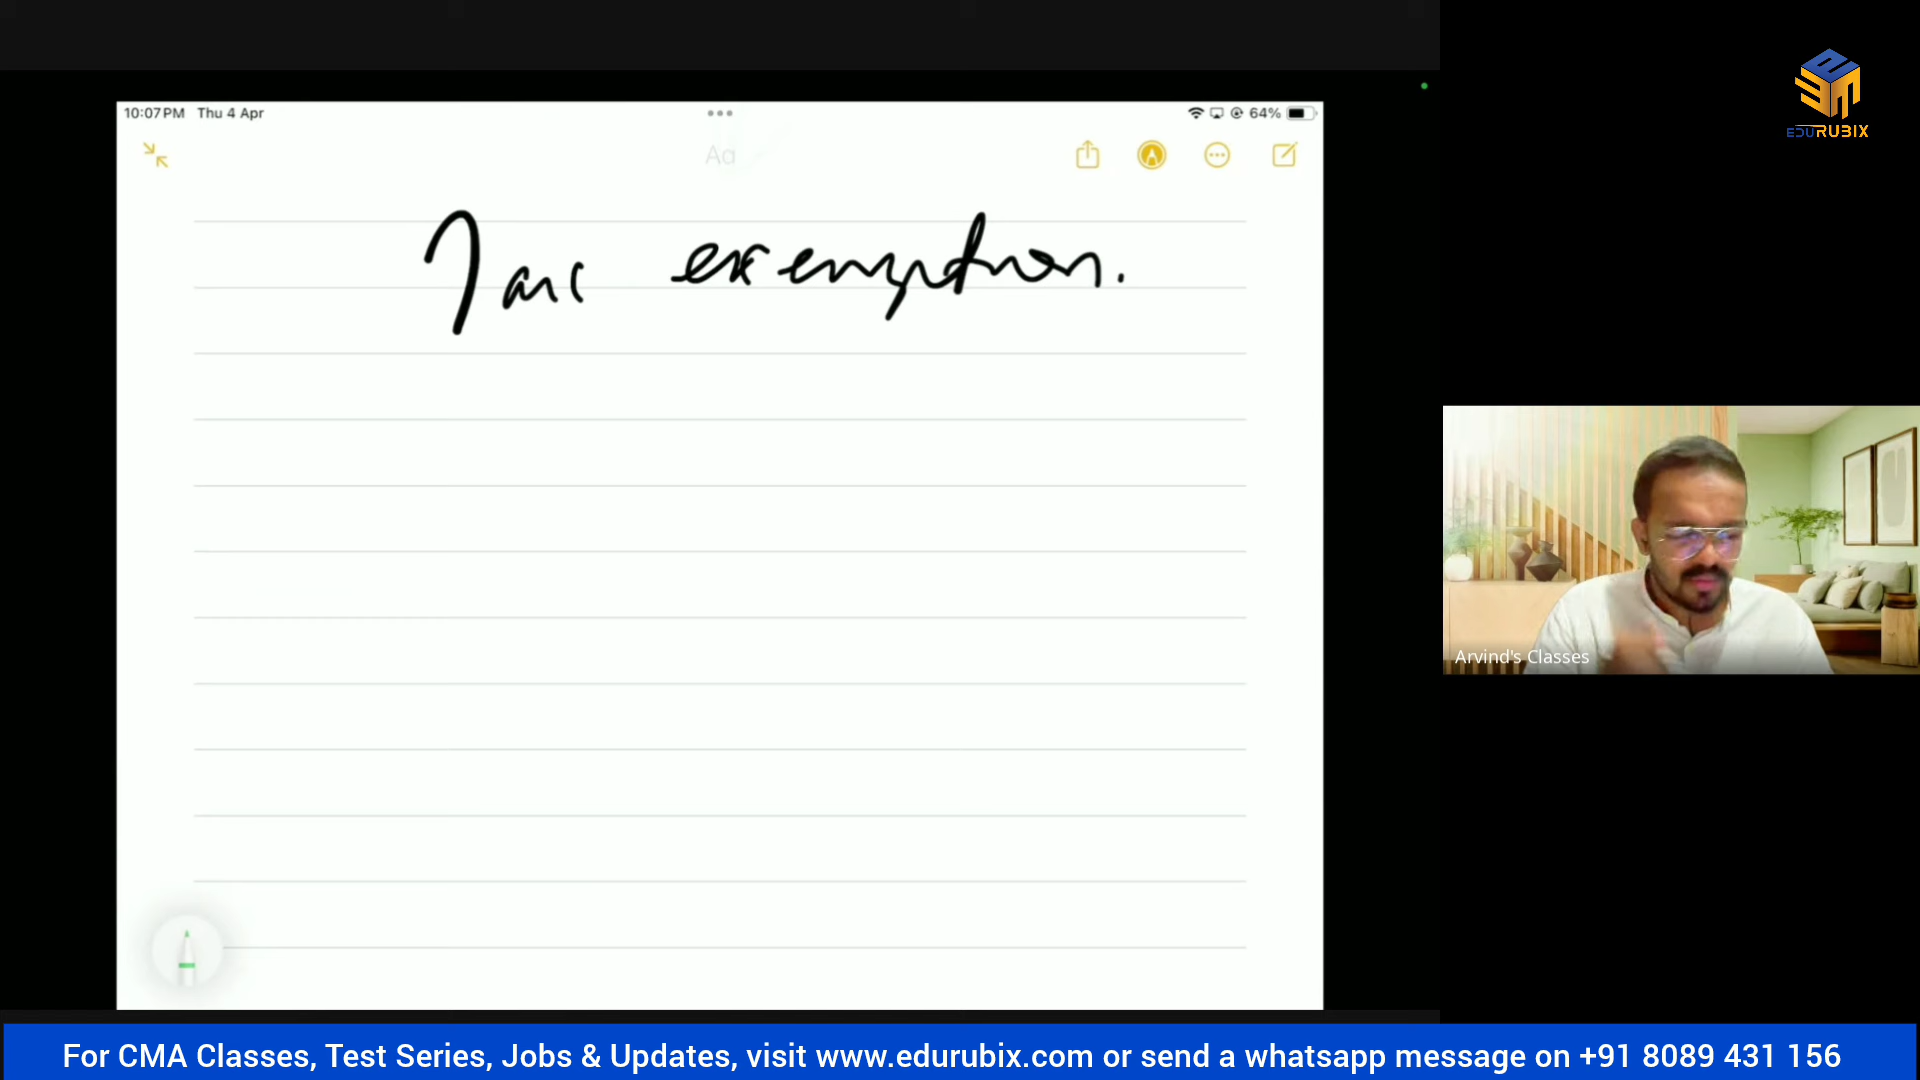 10:07 PM Thu 4 Apr
64%
Aa
Tax exemption.
EDURUBIX
Arvind's Classes
For CMA Classes, Test Series, Jobs & Updates, visit www.edurubix.com or send a whatsapp message on +91 8089 431 156